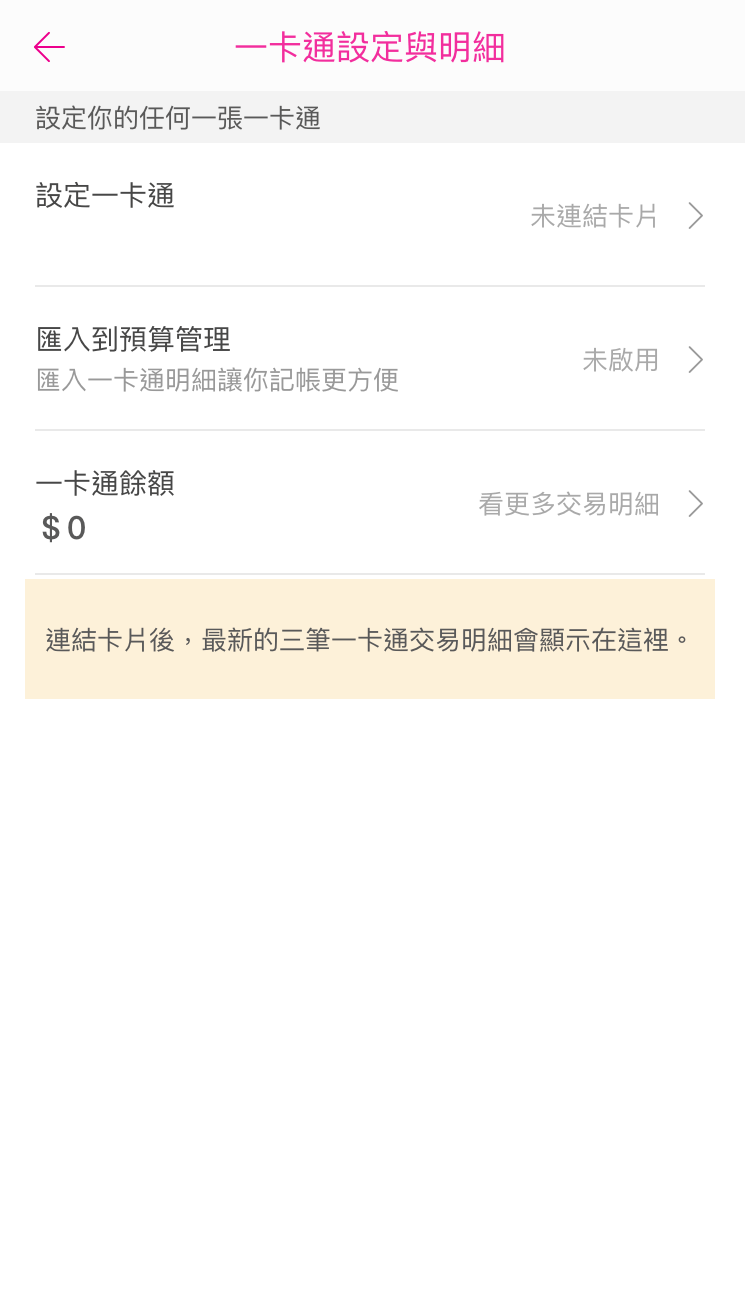 一卡通設定與明細
設定你的任何一張一卡通
設定一卡通
未連結卡片
匯入到預算管理
匯入一卡通明細讓你記帳更方便
未啟用
一卡通餘額
$ 0
看更多交易明細
連結卡片後，最新的三筆一卡通交易明細會顯示在這裡。